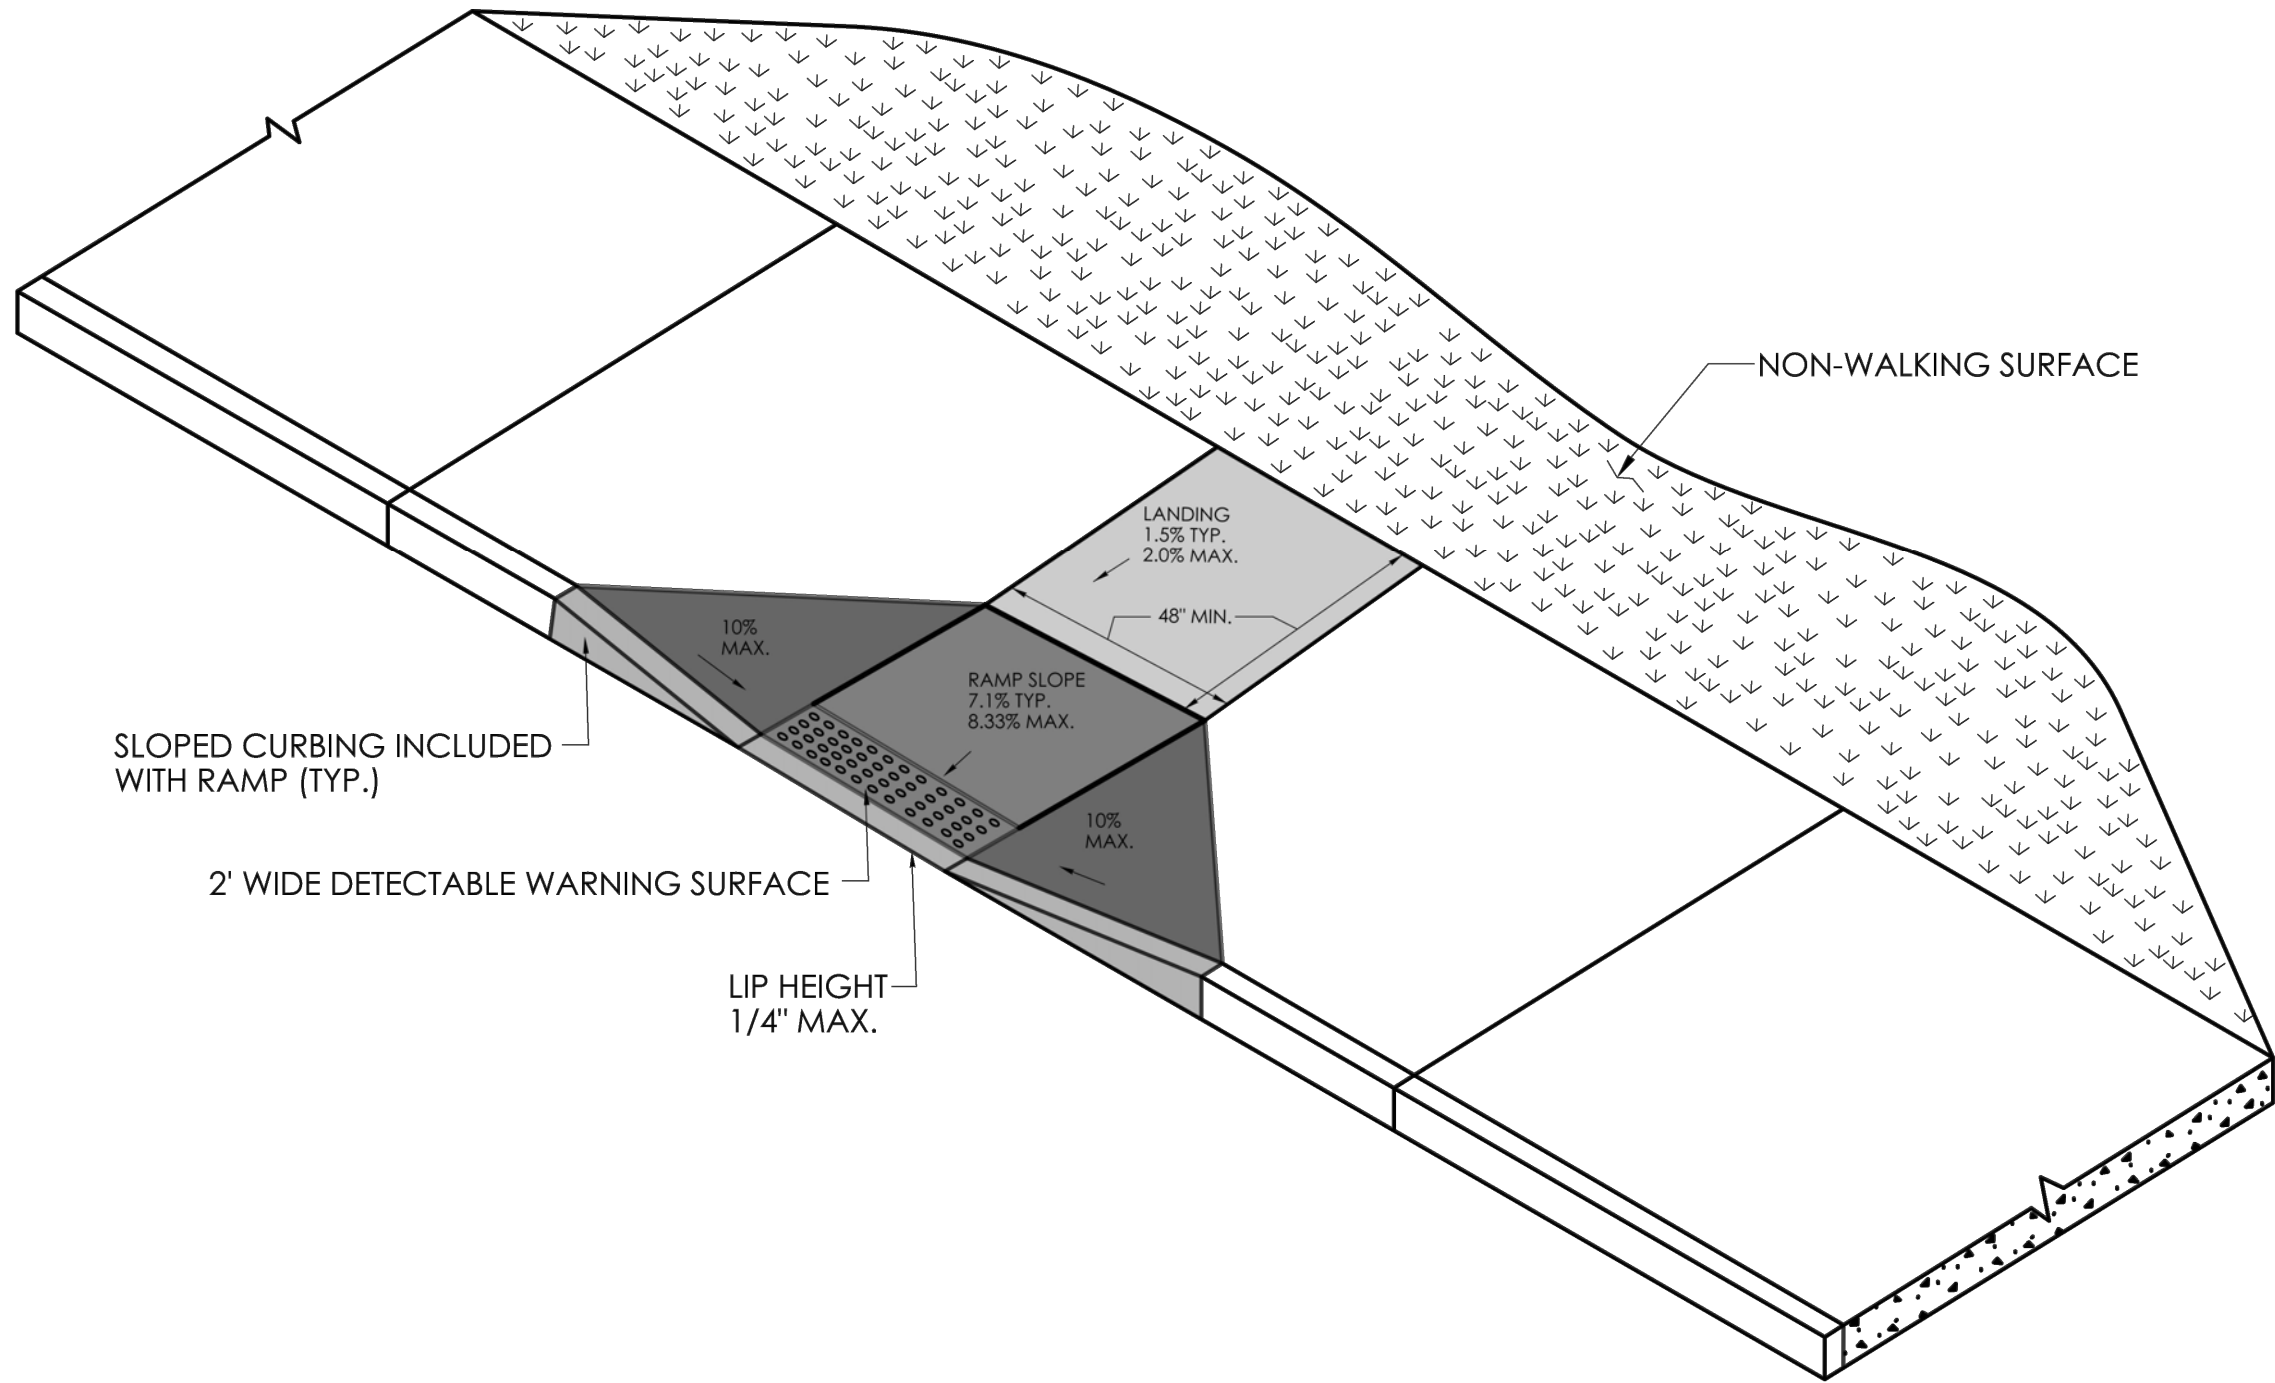 NON-WALKING SURFACE
LANDING
1.5% TYP.
2.0% MAX.
48" MIN.
10%
MAX.
RAMP SLOPE
7.1% TYP.
8.33% MAX.
SLOPED CURBING INCLUDED
WITH RAMP (TYP.)
10%
MAX.
2' WIDE DETECTABLE WARNING SURFACE
LIP HEIGHT
1/4" MAX.